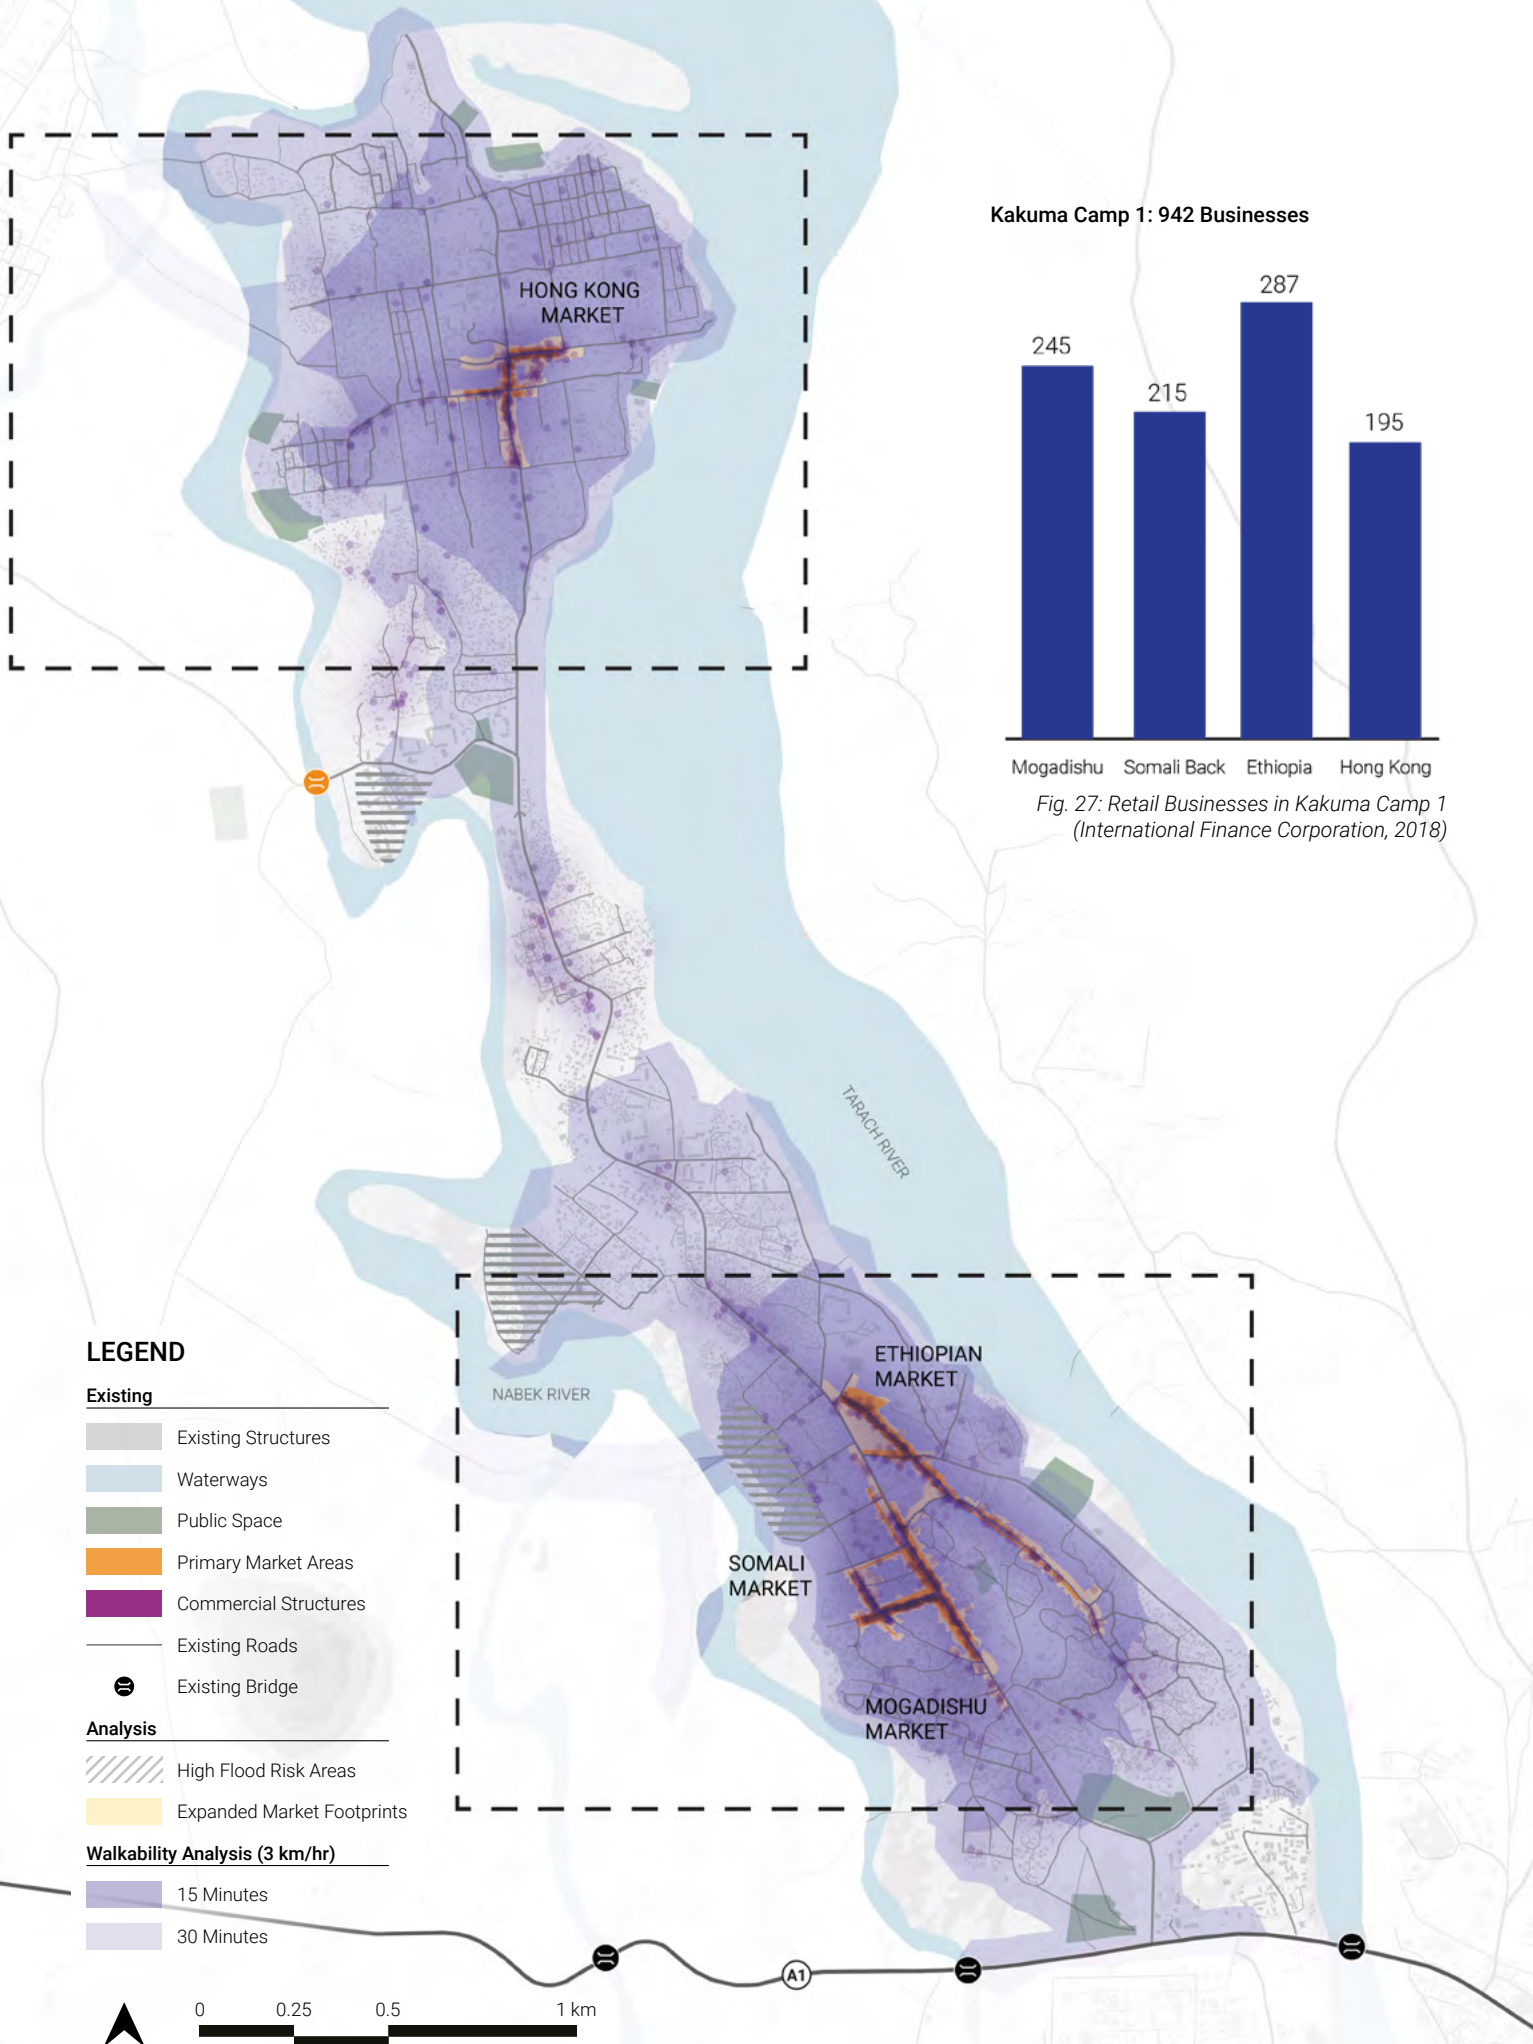 Kakuma Camp 1: 942 Businesses
287
245
215
195
Mogadishu Somali Back Ethiopia Hong Kong
Fig. 27: Retail Businesses in Kakuma Camp 1
(International Finance Corporation, 2018)
HONG KONG
MARKET
TARACH RIVER
NABEK RIVER
ETHIOPIAN
MARKET
SOMALI
MARKET
MOGADISHU
MARKET
LEGEND
Existing
Existing Structures
Waterways
Public Space
Primary Market Areas
Commercial Structures
Existing Roads
Existing Bridge
Analysis
High Flood Risk Areas
Expanded Market Footprints
Walkability Analysis (3 km/hr)
15 Minutes
30 Minutes
A1
0 0.25 0.5 1 km